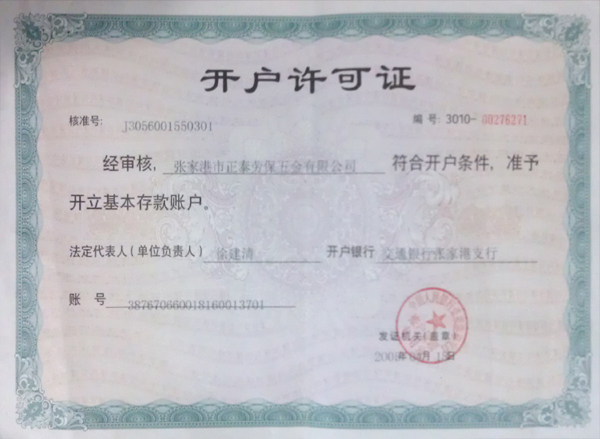 开户许可证
核准号: J3056001550301 编号: 3010-00276271
经审核, 张家港市正泰劳保五金有限公司 符合开户条件, 准予
开立基本存款账户。
法定代表人(单位负责人) 徐建清 开户银行 交通银行张家港支行
账 号 387670660018160013701
发证机关(盖章)